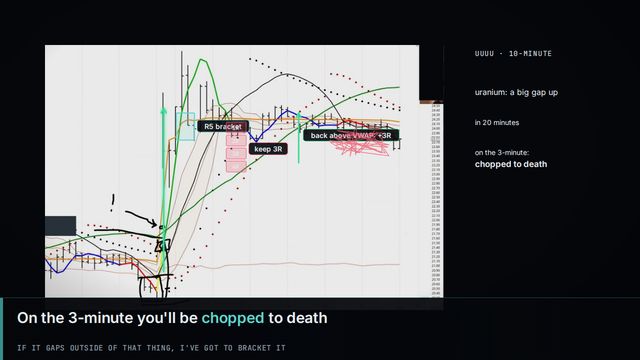 UUUU · 10-MINUTE
uranium: a big gap up
in 20 minutes
on the 3-minute:
chopped to death
R5 bracket
back above VWAP: +3R
keep 3R
!
On the 3-minute you'll be chopped to death
IF IT GAPS OUTSIDE OF THAT THING, I'VE GOT TO BRACKET IT